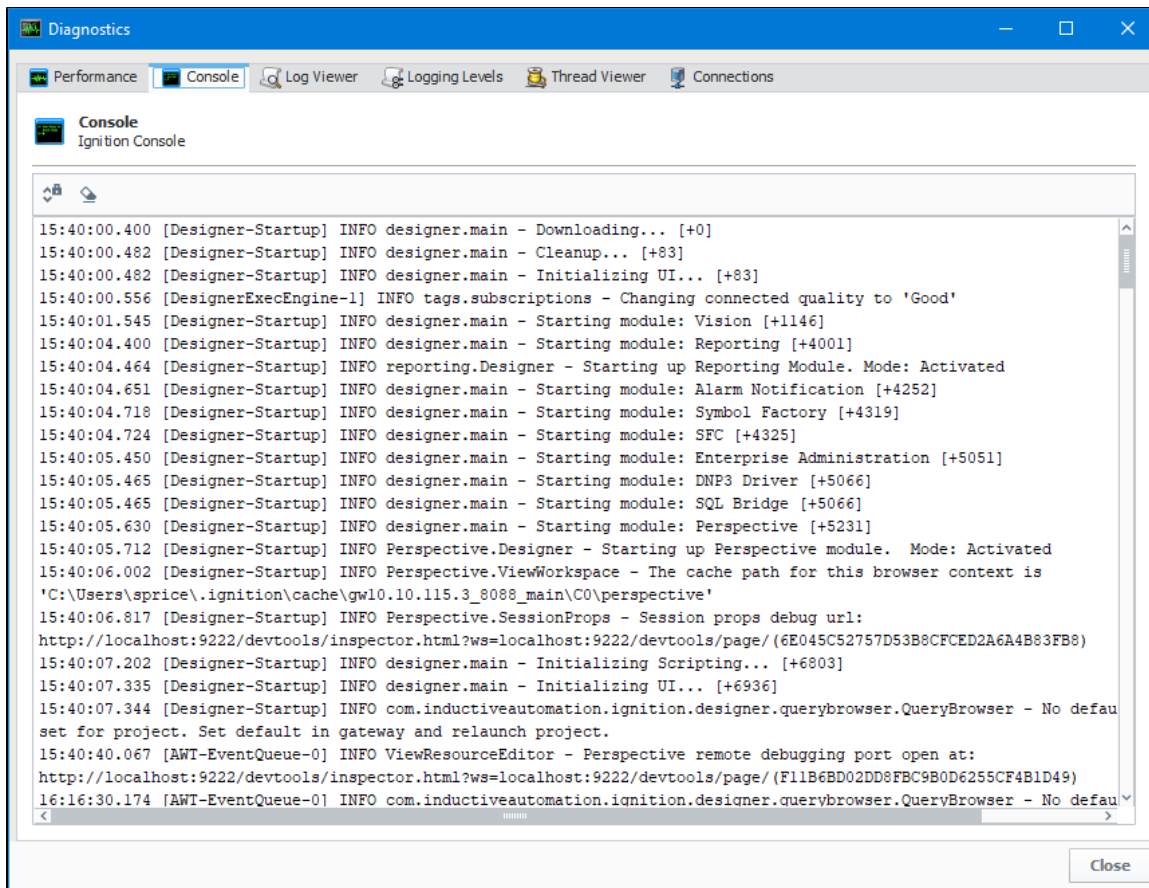 Diagnostics
Performance
Console
Log Viewer
Logging Levels
Thread Viewer
Connections
Console
Ignition Console
15:40:00.400 [Designer-Startup] INFO designer.main - Downloading... [+0]
15:40:00.482 [Designer-Startup] INFO designer.main - Cleanup... [+83]
15:40:00.482 [Designer-Startup] INFO designer.main - Initializing UI... [+83]
15:40:00.556 [DesignerExecEngine-1] INFO tags.subscriptions - Changing connected quality to 'Good'
15:40:01.545 [Designer-Startup] INFO designer.main - Starting module: Vision [+1146]
15:40:04.400 [Designer-Startup] INFO designer.main - Starting module: Reporting [+4001]
15:40:04.464 [Designer-Startup] INFO reporting.Designer - Starting up Reporting Module. Mode: Activated
15:40:04.651 [Designer-Startup] INFO designer.main - Starting module: Alarm Notification [+4252]
15:40:04.718 [Designer-Startup] INFO designer.main - Starting module: Symbol Factory [+4319]
15:40:04.724 [Designer-Startup] INFO designer.main - Starting module: SFC [+4325]
15:40:05.450 [Designer-Startup] INFO designer.main - Starting module: Enterprise Administration [+5051]
15:40:05.465 [Designer-Startup] INFO designer.main - Starting module: DNP3 Driver [+5066]
15:40:05.465 [Designer-Startup] INFO designer.main - Starting module: SQL Bridge [+5066]
15:40:05.630 [Designer-Startup] INFO designer.main - Starting module: Perspective [+5231]
15:40:05.712 [Designer-Startup] INFO Perspective.Designer - Starting up Perspective module.  Mode: Activated
15:40:06.002 [Designer-Startup] INFO Perspective.ViewWorkspace - The cache path for this browser context is
'C:\Users\sprice\.ignition\cache\gw10.10.115.3_8088_main\C0\perspective'
15:40:06.817 [Designer-Startup] INFO Perspective.SessionProps - Session props debug url:
http://localhost:9222/devtools/inspector.html?ws=localhost:9222/devtools/page/(6E045C52757D53B8CFCED2A6A4B83FB8)
15:40:07.202 [Designer-Startup] INFO designer.main - Initializing Scripting... [+6803]
15:40:07.335 [Designer-Startup] INFO designer.main - Initializing UI... [+6936]
15:40:07.344 [Designer-Startup] INFO com.inductiveautomation.ignition.designer.querybrowser.QueryBrowser - No defau
set for project. Set default in gateway and relaunch project.
15:40:40.067 [AWT-EventQueue-0] INFO ViewResourceEditor - Perspective remote debugging port open at:
http://localhost:9222/devtools/inspector.html?ws=localhost:9222/devtools/page/(F11B6BD02DD8FBC9B0D6255CF4B1D49)
16:16:30.174 [AWT-EventQueue-0] INFO com.inductiveautomation.ignition.designer.querybrowser.QueryBrowser - No defau
Close